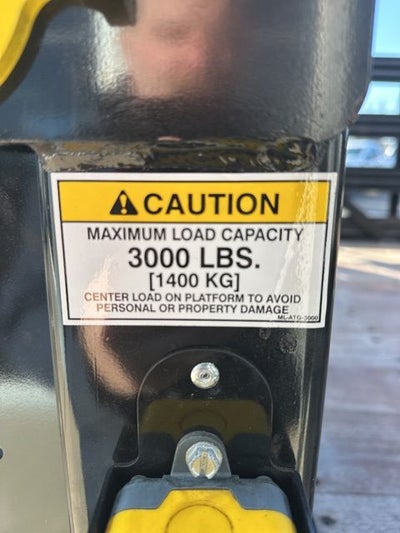 CAUTION
MAXIMUM LOAD CAPACITY
3000 LBS.
[1400 KG]
CENTER LOAD ON PLATFORM TO AVOID
PERSONAL OR PROPERTY DAMAGE
ML-ATG-3000